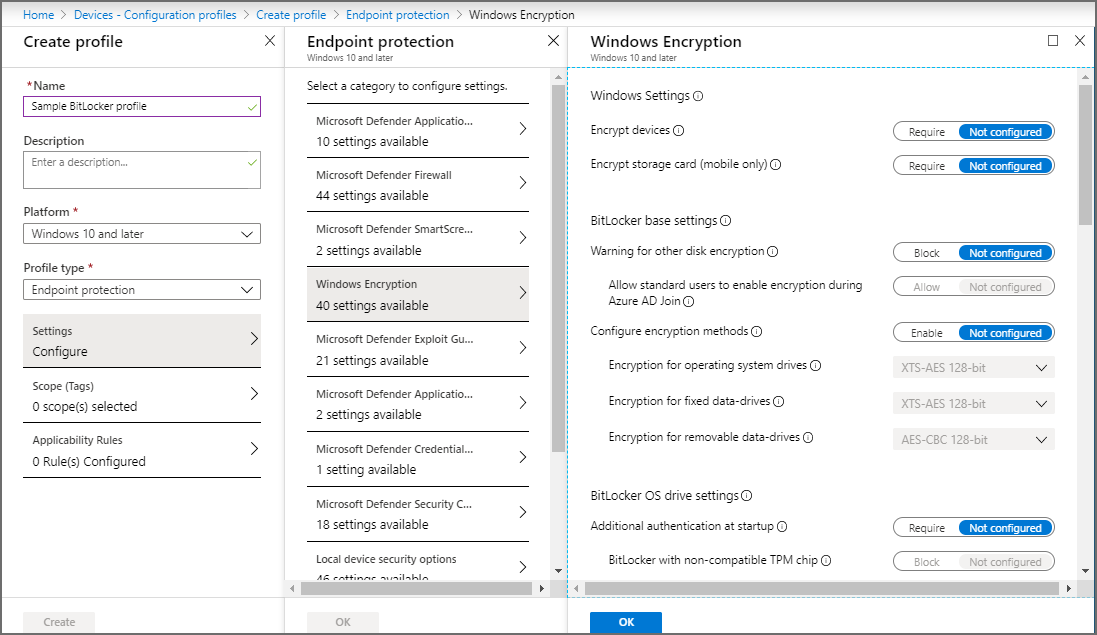 Home > Devices - Configuration profiles > Create profile > Endpoint protection > Windows Encryption
Create profile
* Name
Sample BitLocker profile
Description
Enter a description...
Platform *
Windows 10 and later
Profile type *
Endpoint protection
Settings
Configure
Scope (Tags)
0 scope(s) selected
Applicability Rules
0 Rule(s) Configured
Create
Endpoint protection
Windows 10 and later
Select a category to configure settings.
Microsoft Defender Applicatio...
10 settings available
Microsoft Defender Firewall
44 settings available
Microsoft Defender SmartScre...
2 settings available
Windows Encryption
40 settings available
Microsoft Defender Exploit Gu...
21 settings available
Microsoft Defender Applicatio...
2 settings available
Microsoft Defender Credential...
1 setting available
Microsoft Defender Security C...
18 settings available
Local device security options
46 settings available
OK
Windows Encryption
Windows 10 and later
Windows Settings
Encrypt devices Require Not configured
Encrypt storage card (mobile only) Require Not configured
BitLocker base settings
Warning for other disk encryption Block Not configured
Allow standard users to enable encryption during
Azure AD Join Allow Not configured
Configure encryption methods Enable Not configured
Encryption for operating system drives XTS-AES 128-bit
Encryption for fixed data-drives XTS-AES 128-bit
Encryption for removable data-drives AES-CBC 128-bit
BitLocker OS drive settings
Additional authentication at startup Require Not configured
BitLocker with non-compatible TPM chip Block Not configured
OK